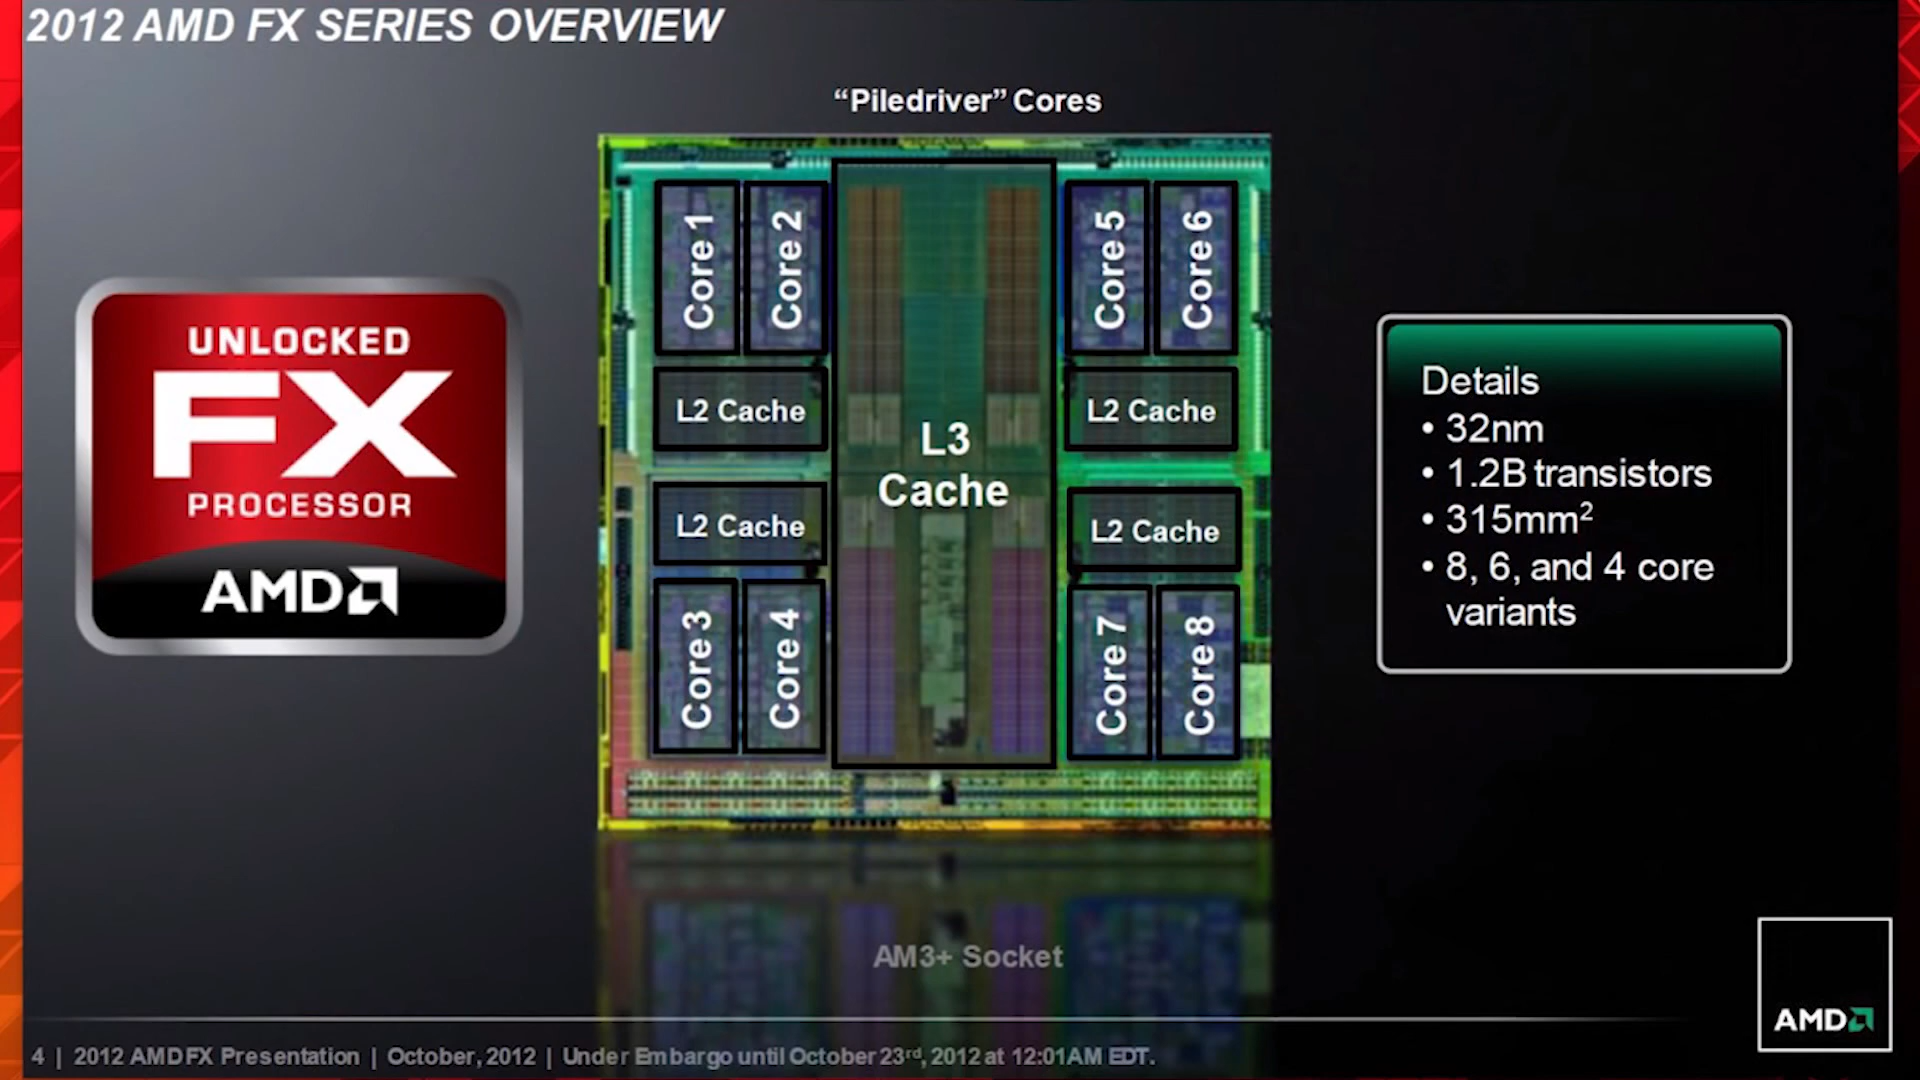 2012 AMD FX SERIES OVERVIEW
“Piledriver” Cores
UNLOCKED
FX
PROCESSOR
AMD
Core 1
Core 2
L2 Cache
L2 Cache
Core 3
Core 4
L3
Cache
Core 5
Core 6
L2 Cache
L2 Cache
Core 7
Core 8
Details
• 32nm
• 1.2B transistors
• 315mm²
• 8, 6, and 4 core
variants
AM3+ Socket
AMD
4 | 2012 AMDFX Presentation | October, 2012 | Under Embargo until October 23rd, 2012 at 12:01AM EDT.